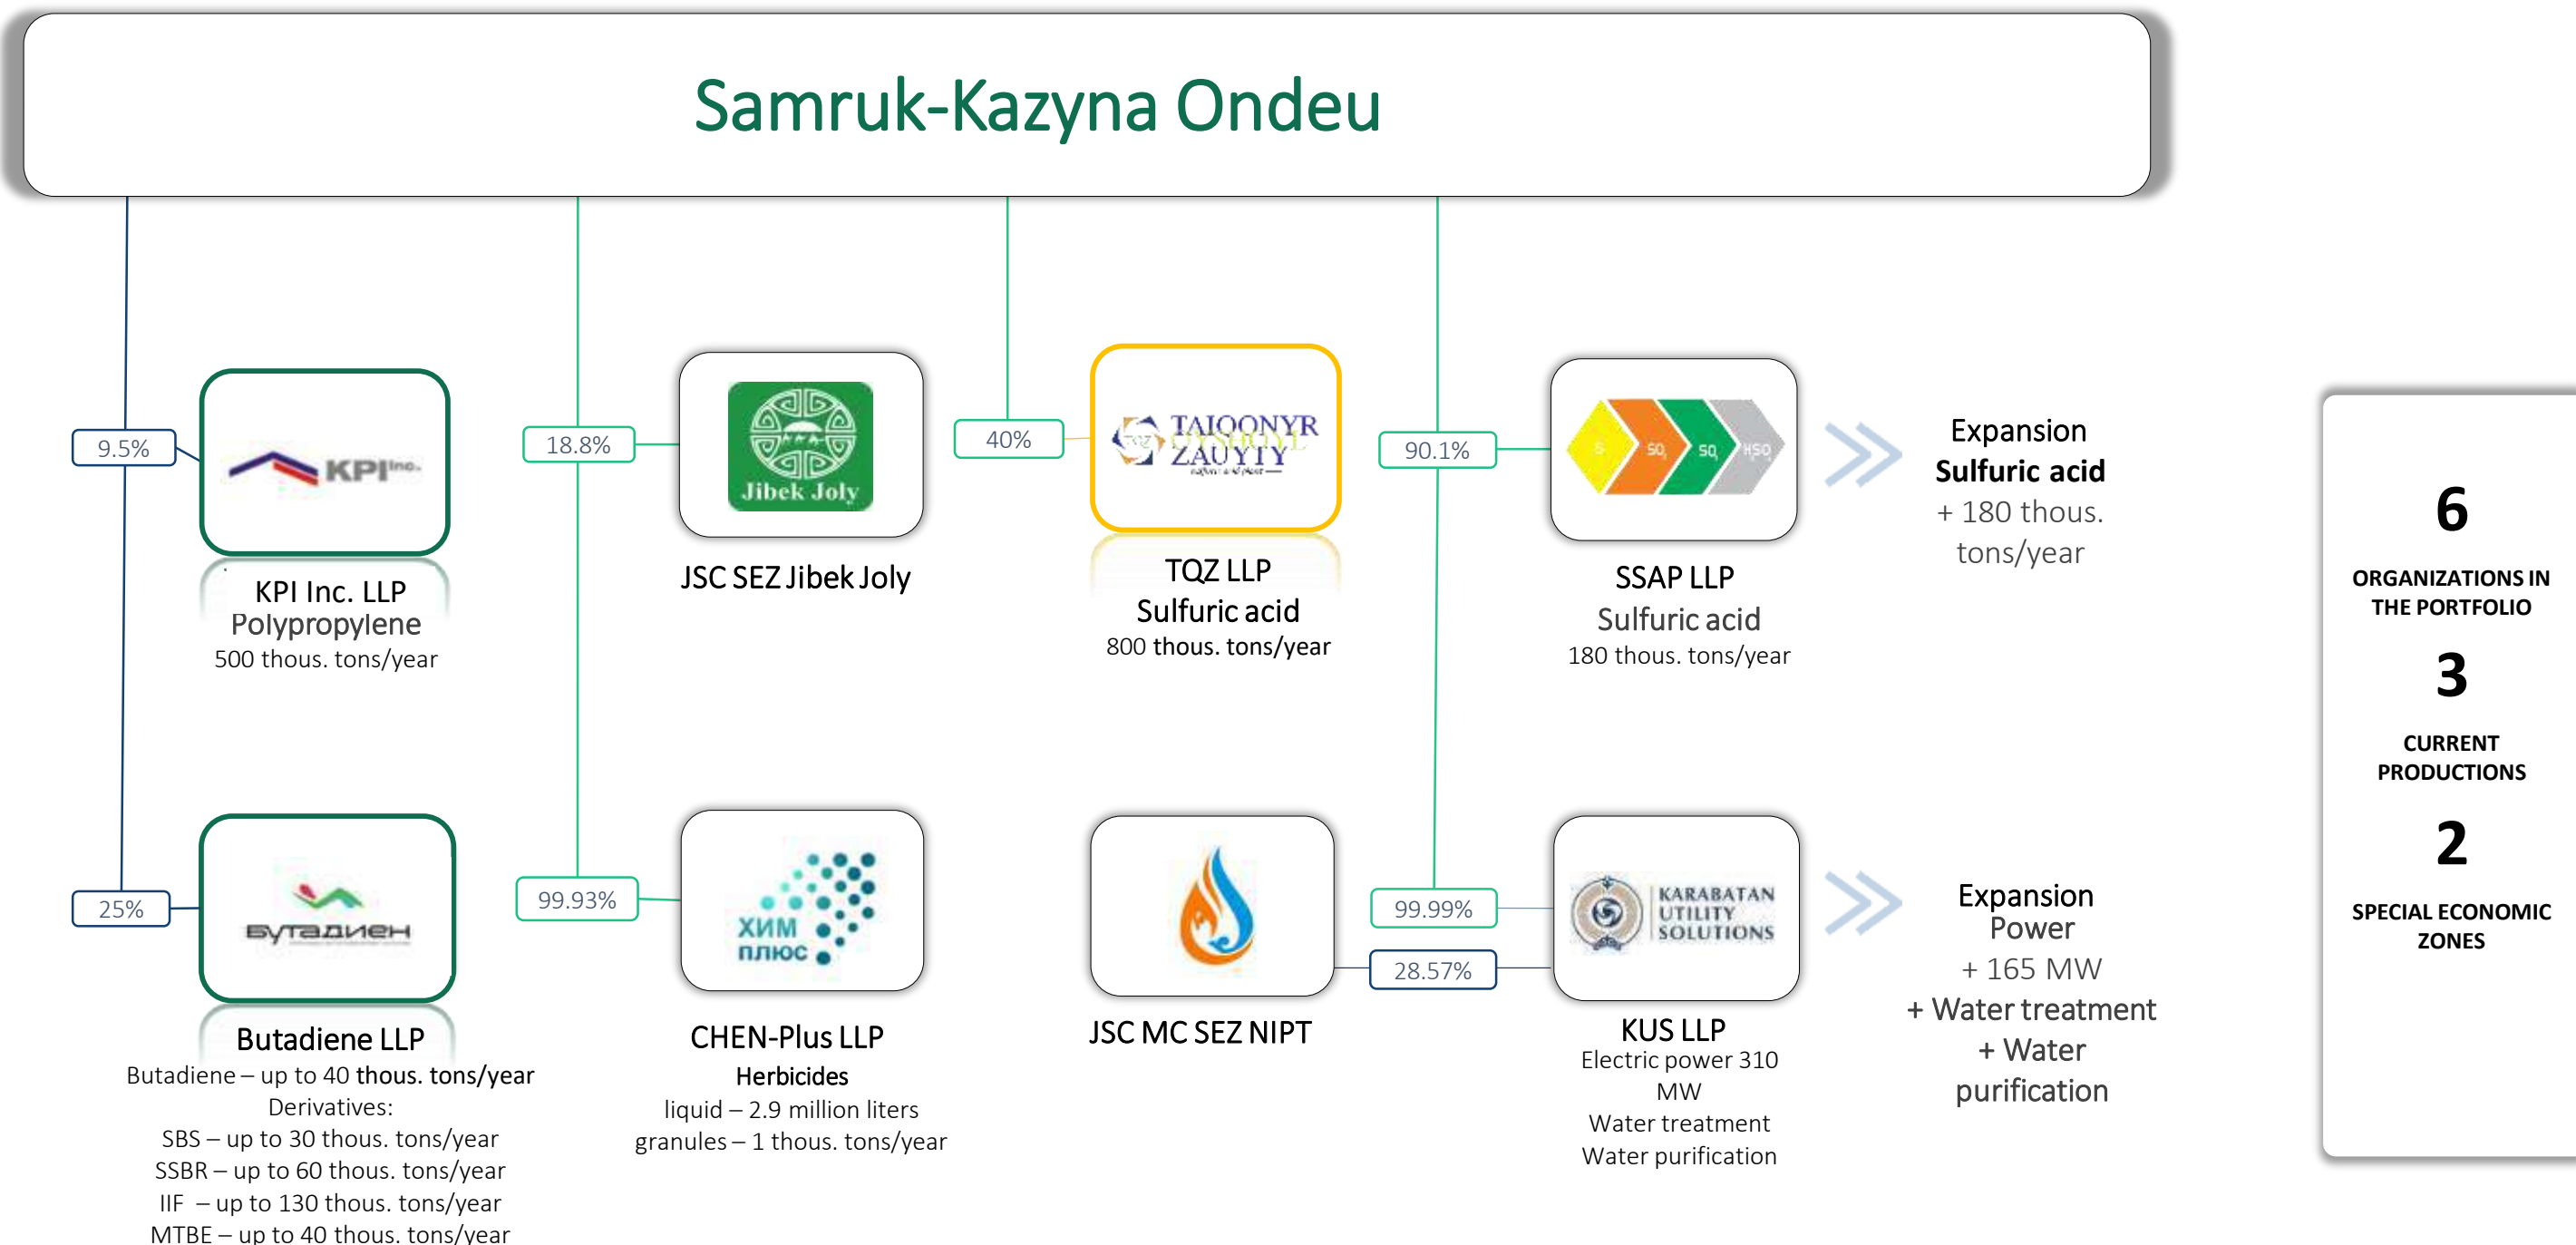 Samruk-Kazyna Ondeu
9.5%
KPI Inc.
KPI Inc. LLP
Polypropylene
500 thous. tons/year
18.8%
Jibek Joly
JSC SEZ Jibek Joly
40%
ZAUYTY
TQZ LLP
Sulfuric acid
800 thous. tons/year
90.1%
S SO₂ SO₃ H₂SO₄
SSAP LLP
Sulfuric acid
180 thous. tons/year
Expansion
Sulfuric acid
+ 180 thous.
tons/year
25%
БУТАДИЕН
Butadiene LLP
Butadiene – up to 40 thous. tons/year
Derivatives:
SBS – up to 30 thous. tons/year
SSBR – up to 60 thous. tons/year
IIF – up to 130 thous. tons/year
MTBE – up to 40 thous. tons/year
99.93%
ХИМ
ПЛЮС
CHEN-Plus LLP
Herbicides
liquid – 2.9 million liters
granules – 1 thous. tons/year
JSC MC SEZ NIPT
99.99%
28.57%
KARABATAN
UTILITY
SOLUTIONS
KUS LLP
Electric power 310
MW
Water treatment
Water purification
Expansion
Power
+ 165 MW
+ Water treatment
+ Water
purification
6
ORGANIZATIONS IN
THE PORTFOLIO
3
CURRENT
PRODUCTIONS
2
SPECIAL ECONOMIC
ZONES